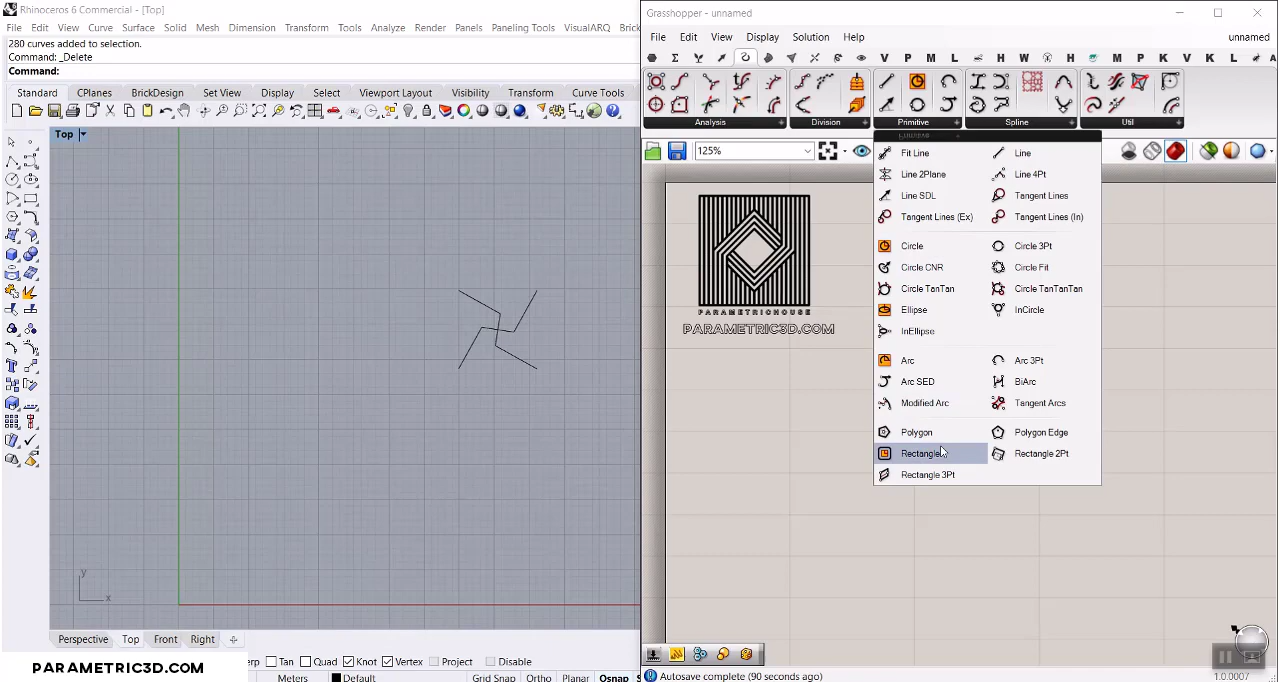 Rhinoceros 6 Commercial - [Top]
File Edit View Curve Surface Solid Mesh Dimension Transform Tools Analyze Render Panels Paneling Tools VisualARQ Brick
280 curves added to selection.
Command: _Delete
Command:
Standard CPlanes BrickDesign Set View Display Select Viewport Layout Visibility Transform Curve Tools
Top
y
x
Perspective Top Front Right
erp Tan Quad Knot Vertex Project Disable
PARAMETRIC3D.COM
Meters Default Grid Snap Ortho Planar Osnap
Grasshopper - unnamed
File Edit View Display Solution Help unnamed
V P M L H W H M P K V K L A
Analysis Division Primitive Spline Util
125%
Primitive
Fit Line Line
Line 2Plane Line 4Pt
Line SDL Tangent Lines
Tangent Lines (Ex) Tangent Lines (In)
Circle Circle 3Pt
Circle CNR Circle Fit
Circle TanTan Circle TanTanTan
Ellipse InCircle
InEllipse
Arc Arc 3Pt
Arc SED BiArc
Modified Arc Tangent Arcs
Polygon Polygon Edge
Rectangle Rectangle 2Pt
Rectangle 3Pt
PARAMETRICHOUSE
PARAMETRIC3D.COM
Autosave complete (90 seconds ago)
1.0.0007